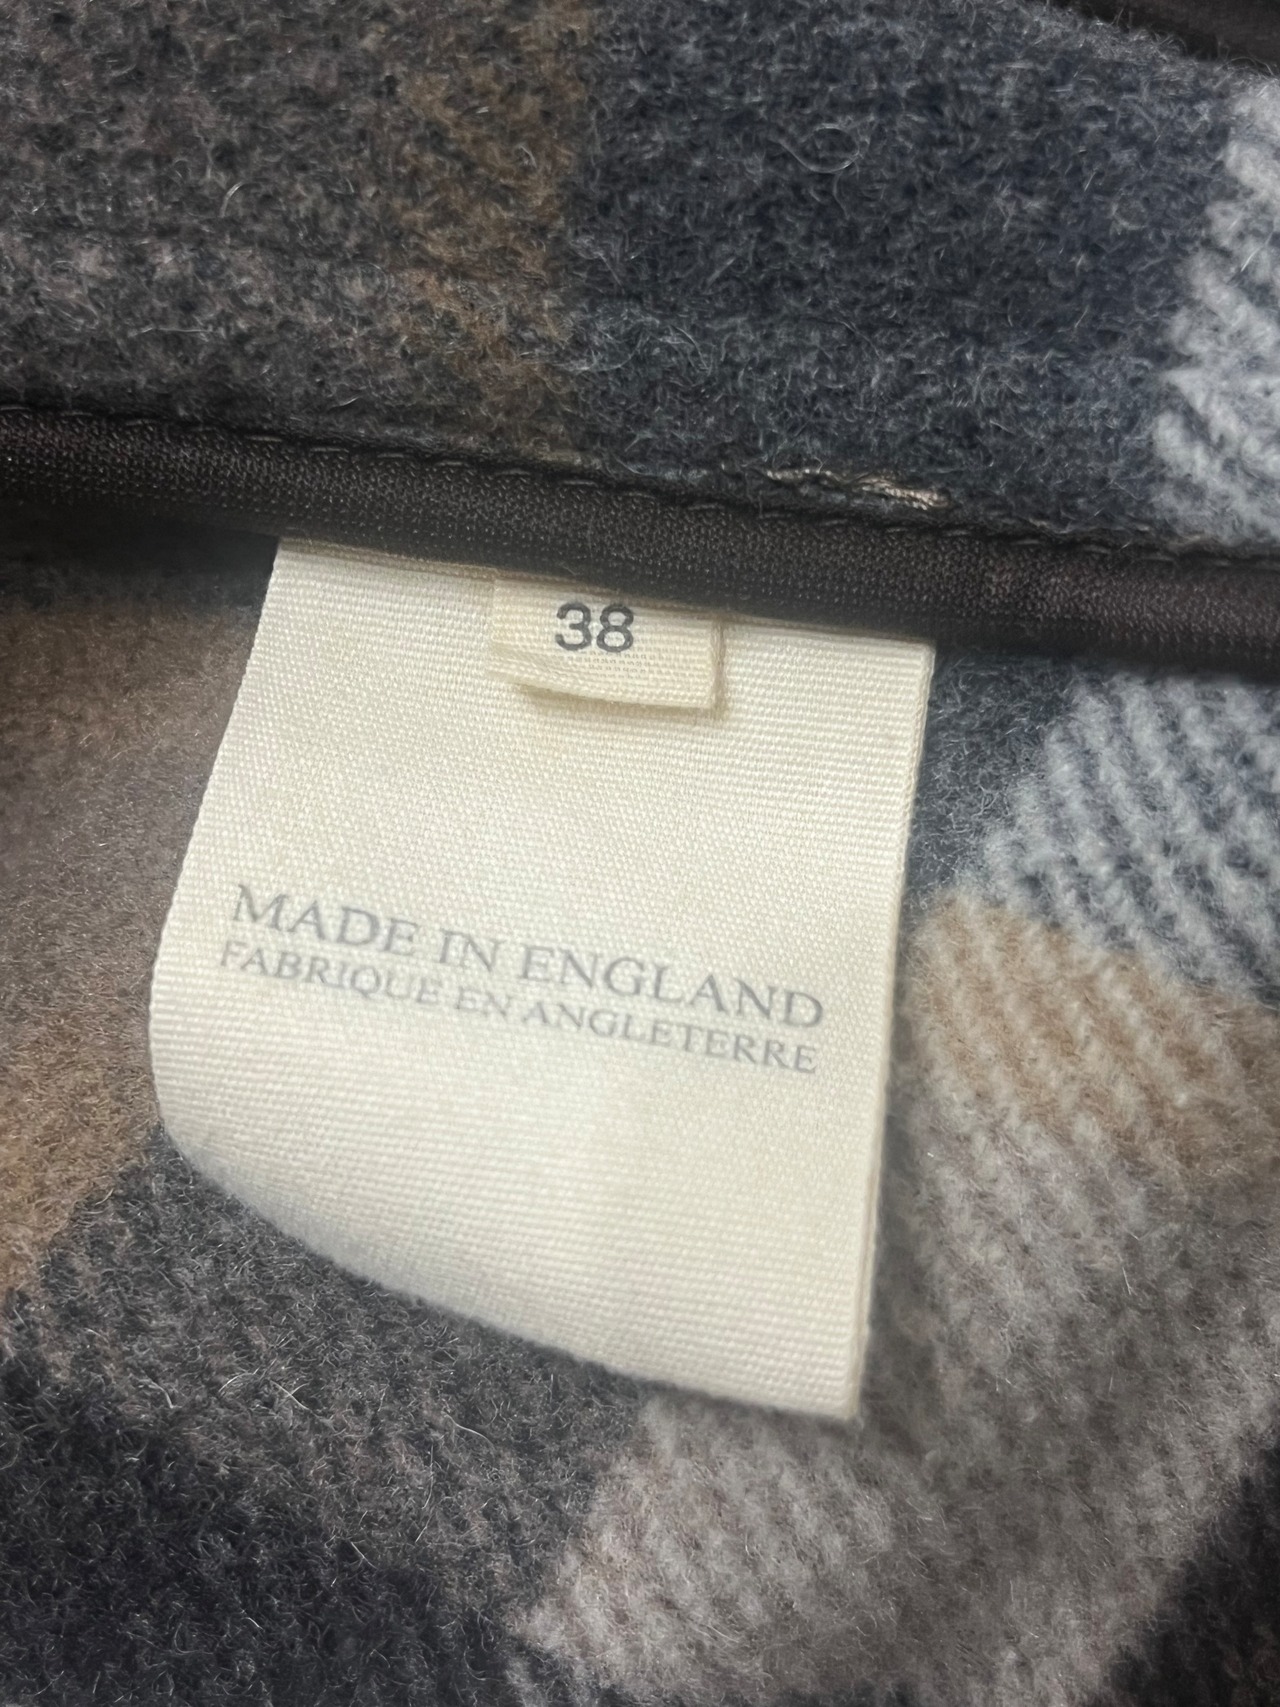 38
MADE IN ENGLAND
FABRIQUE EN ANGLETERRE